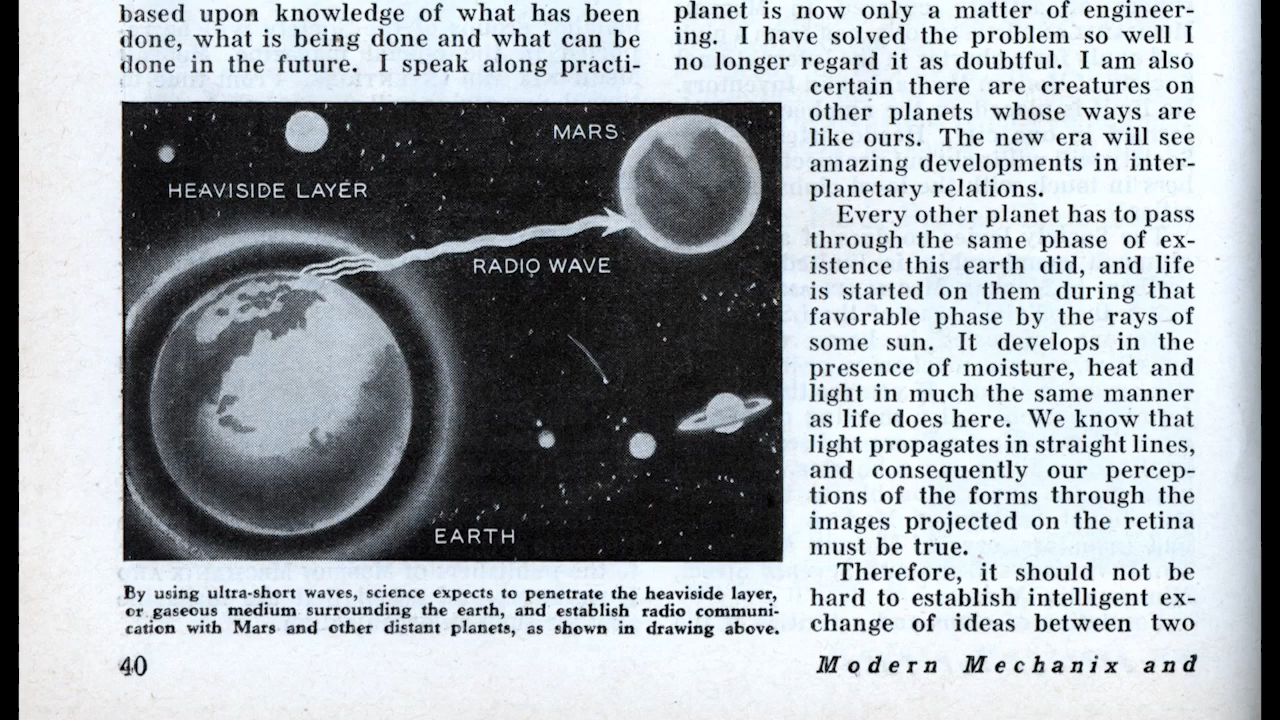 based upon knowledge of what has been
done, what is being done and what can be
done in the future. I speak along practi-
HEAVISIDE LAYER
MARS
RADIO WAVE
EARTH
By using ultra-short waves, science expects to penetrate the heaviside layer,
or gaseous medium surrounding the earth, and establish radio communi-
cation with Mars and other distant planets, as shown in drawing above.
planet is now only a matter of engineer-
ing. I have solved the problem so well I
no longer regard it as doubtful. I am also
certain there are creatures on
other planets whose ways are
like ours. The new era will see
amazing developments in inter-
planetary relations.
Every other planet has to pass
through the same phase of ex-
istence this earth did, and life
is started on them during that
favorable phase by the rays of
some sun. It develops in the
presence of moisture, heat and
light in much the same manner
as life does here. We know that
light propagates in straight lines,
and consequently our percep-
tions of the forms through the
images projected on the retina
must be true.
Therefore, it should not be
hard to establish intelligent ex-
change of ideas between two
40
Modern Mechanix and